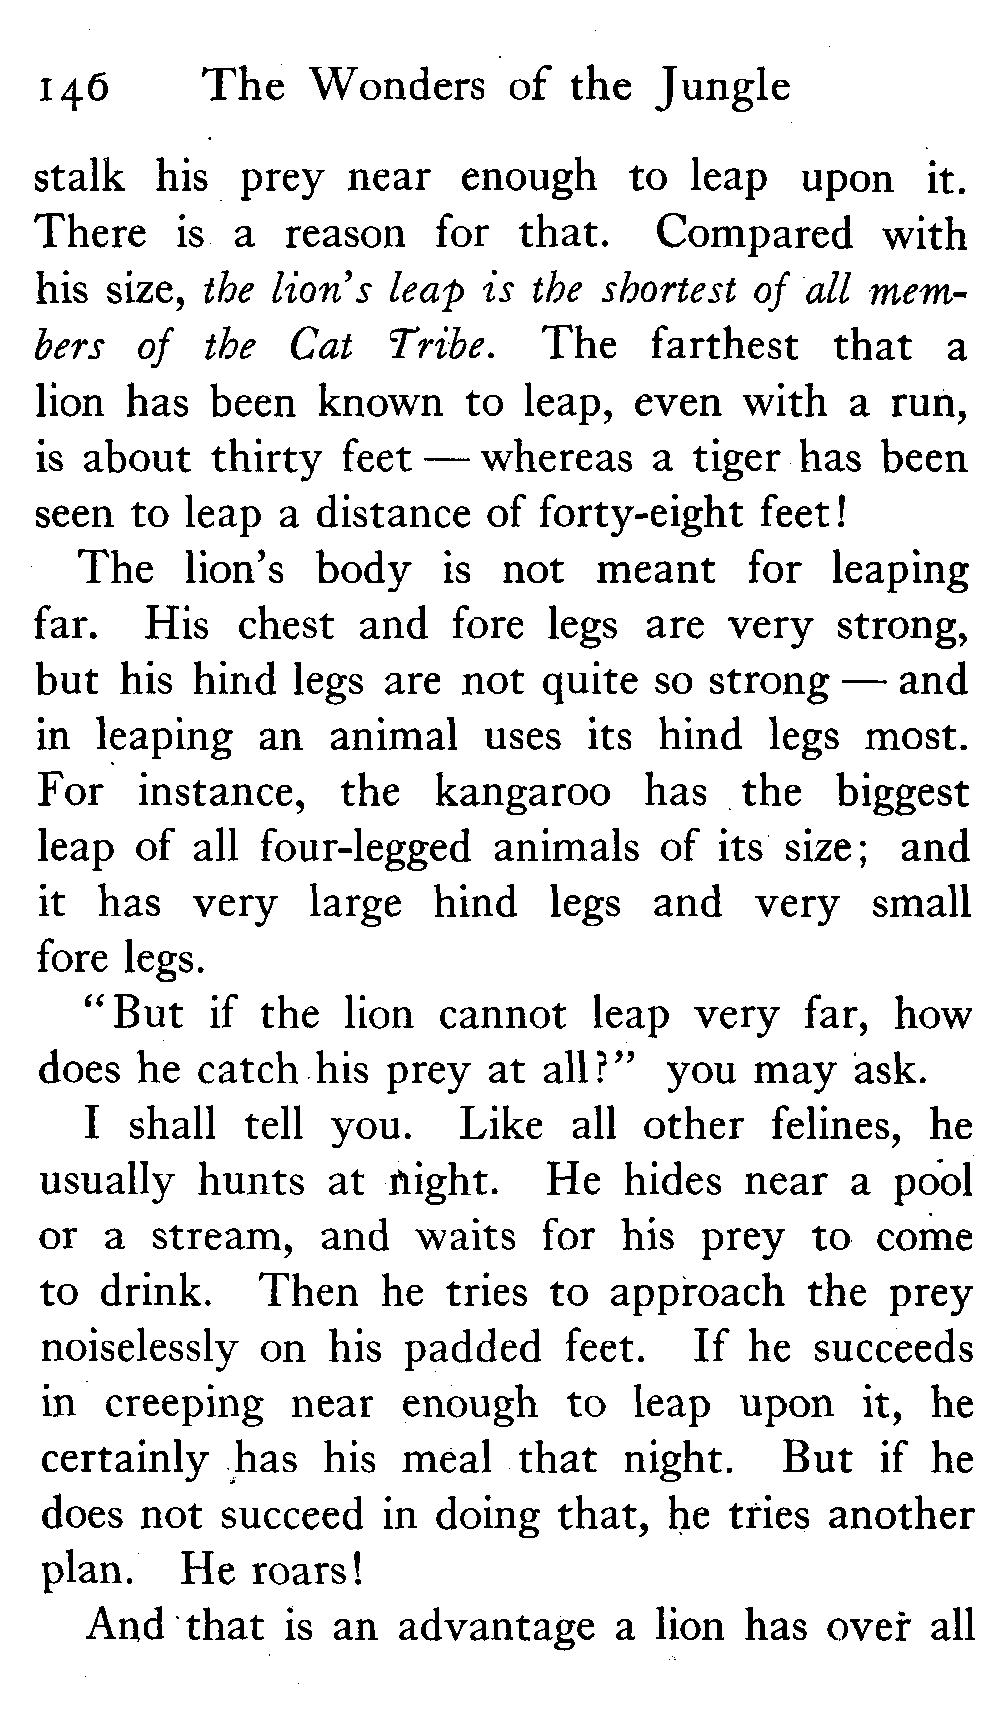 146 The Wonders of the Jungle
stalk his prey near enough to leap upon it.
There is a reason for that. Compared with
his size, the lion's leap is the shortest of all mem-
bers of the Cat Tribe. The farthest that a
lion has been known to leap, even with a run,
is about thirty feet — whereas a tiger has been
seen to leap a distance of forty-eight feet!
The lion's body is not meant for leaping
far. His chest and fore legs are very strong,
but his hind legs are not quite so strong — and
in leaping an animal uses its hind legs most.
For instance, the kangaroo has the biggest
leap of all four-legged animals of its size; and
it has very large hind legs and very small
fore legs.
"But if the lion cannot leap very far, how
does he catch his prey at all?" you may ask.
I shall tell you. Like all other felines, he
usually hunts at night. He hides near a pool
or a stream, and waits for his prey to come
to drink. Then he tries to approach the prey
noiselessly on his padded feet. If he succeeds
in creeping near enough to leap upon it, he
certainly has his meal that night. But if he
does not succeed in doing that, he tries another
plan. He roars!
And that is an advantage a lion has over all